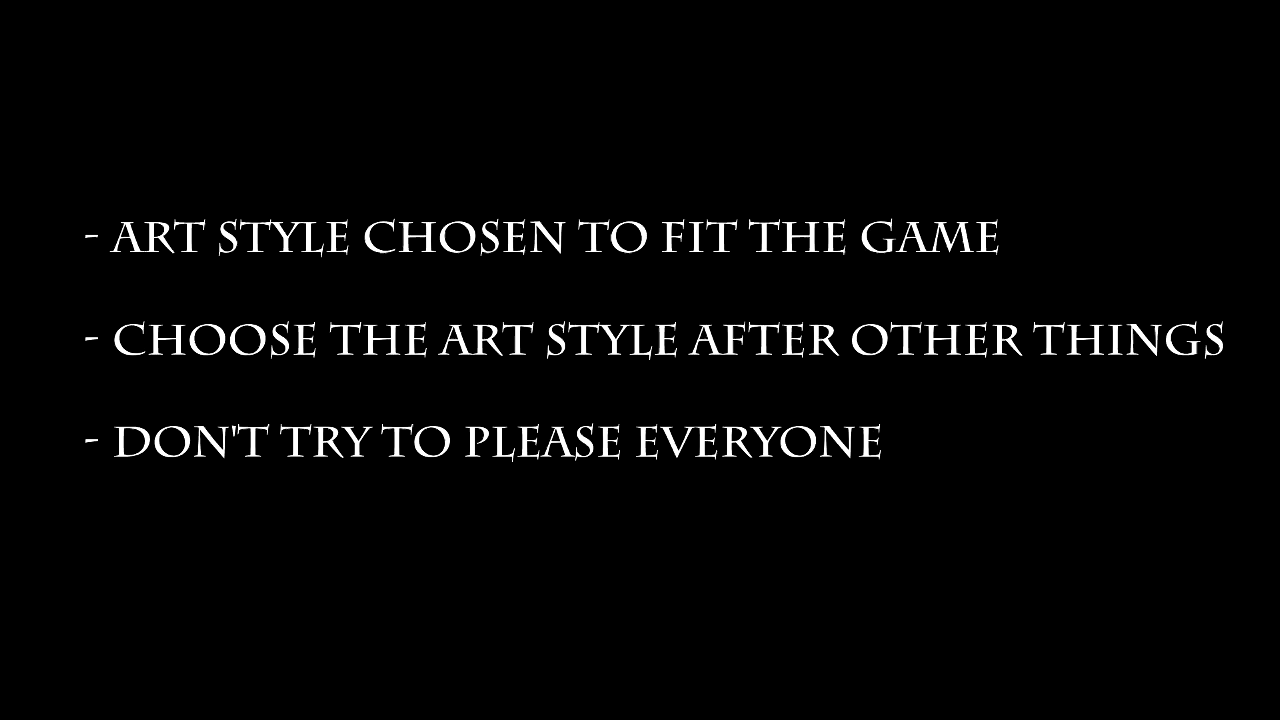 - ART STYLE CHOSEN TO FIT THE GAME
- CHOOSE THE ART STYLE AFTER OTHER THINGS
- DON'T TRY TO PLEASE EVERYONE